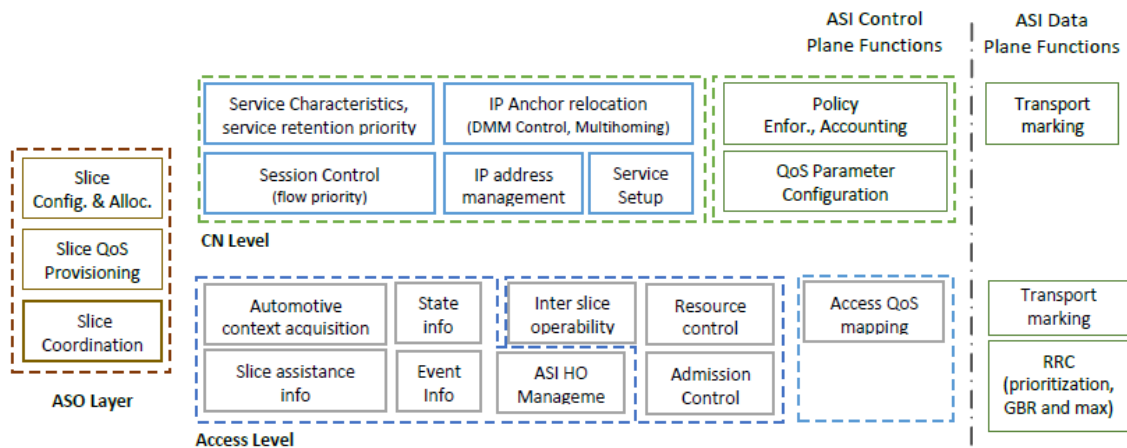 ASI Control
Plane Functions
ASI Data
Plane Functions
Service Characteristics,
service retention priority
IP Anchor relocation
(DMM Control, Multihoming)
Policy
Enfor., Accounting
Transport
marking
Session Control
(flow priority)
IP address
management
Service
Setup
QoS Parameter
Configuration
CN Level
Slice
Config. & Alloc.
Slice QoS
Provisioning
Slice
Coordination
ASO Layer
Automotive
context acquisition
State
info
Inter slice
operability
Resource
control
Access QoS
mapping
Transport
marking
Slice assistance
info
Event
Info
ASI HO
Manageme
Admission
Control
RRC
(prioritization,
GBR and max)
Access Level